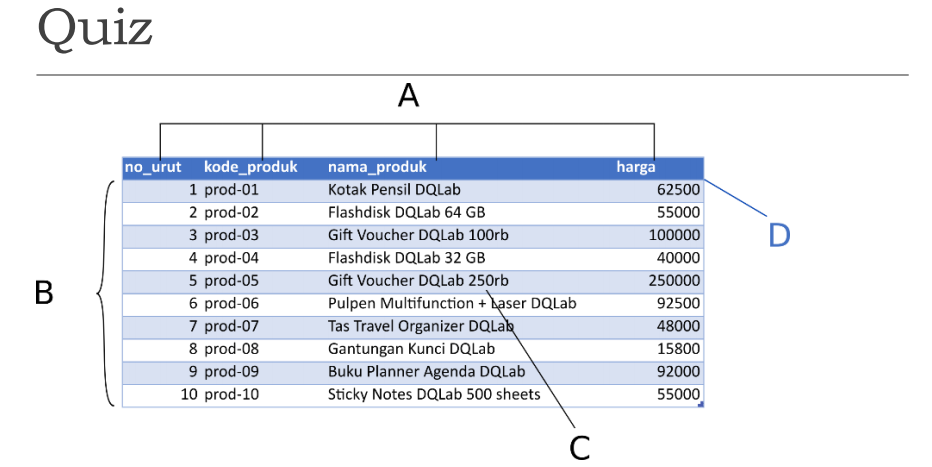 Quiz
A
no_urut kode_produk nama_produk harga
1 prod-01 Kotak Pensil DQLab 62500
2 prod-02 Flashdisk DQLab 64 GB 55000
3 prod-03 Gift Voucher DQLab 100rb 100000
4 prod-04 Flashdisk DQLab 32 GB 40000
5 prod-05 Gift Voucher DQLab 250rb 250000
6 prod-06 Pulpen Multifunction + Laser DQLab 92500
7 prod-07 Tas Travel Organizer DQLab 48000
8 prod-08 Gantungan Kunci DQLab 15800
9 prod-09 Buku Planner Agenda DQLab 92000
10 prod-10 Sticky Notes DQLab 500 sheets 55000
B
D
C